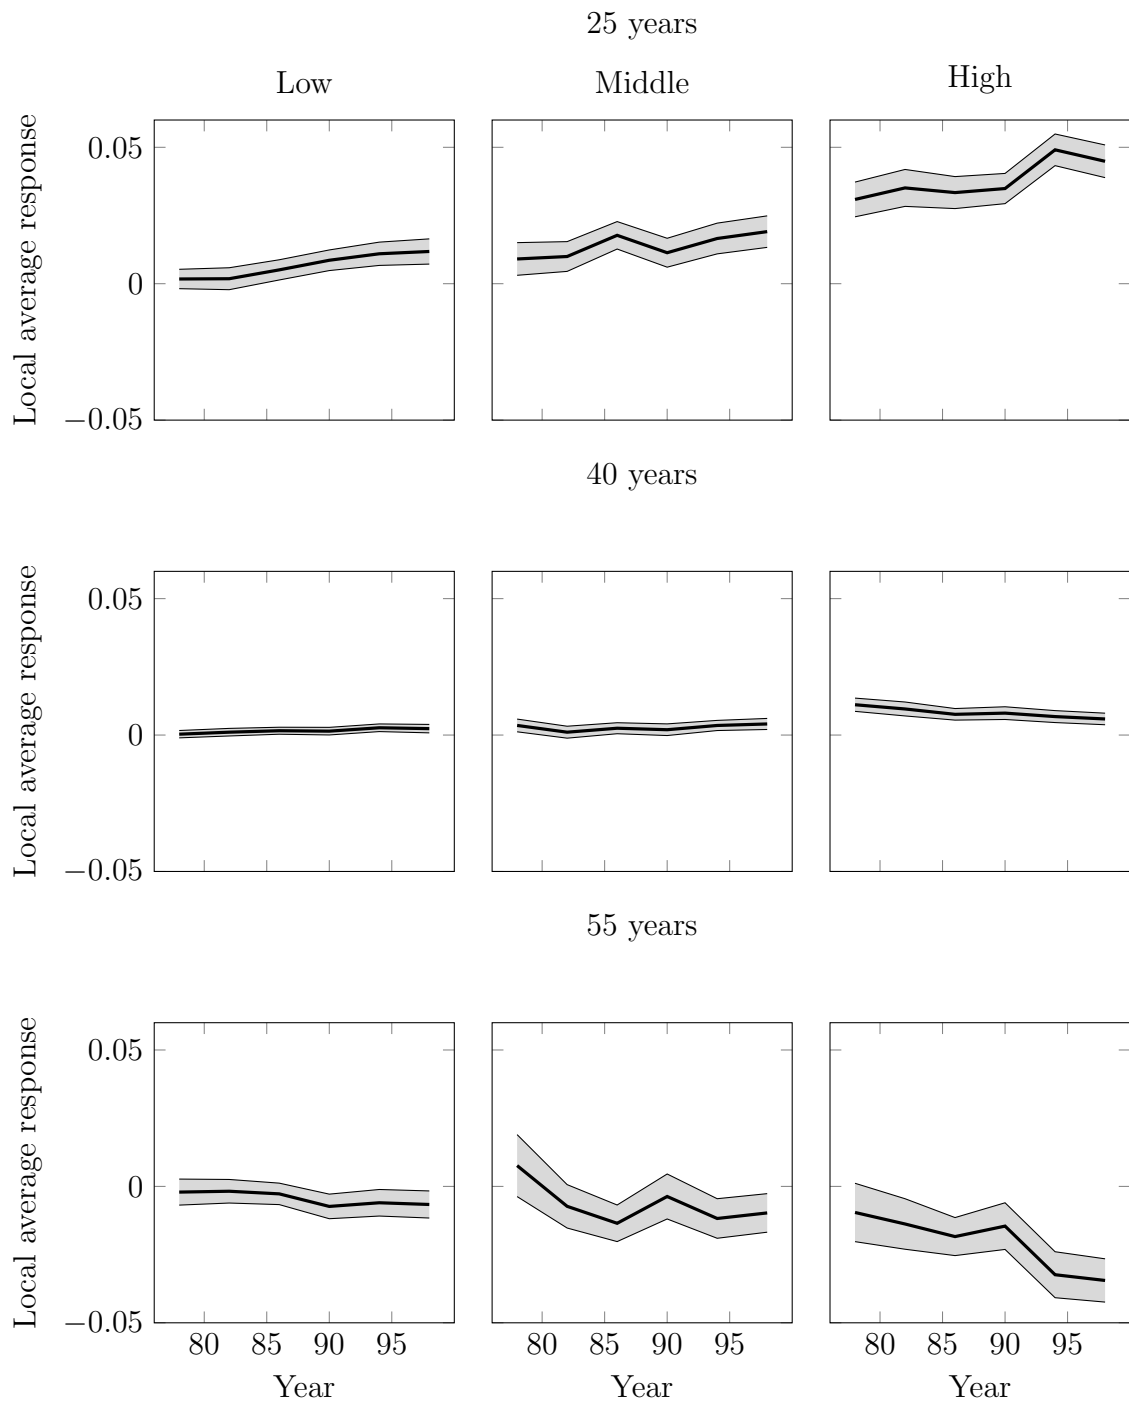 25 years
Low Middle High
Local average response
0.05
0
−0.05
40 years
Local average response
0.05
0
−0.05
55 years
Local average response
0.05
0
−0.05
80 85 90 95 80 85 90 95 80 85 90 95
Year Year Year